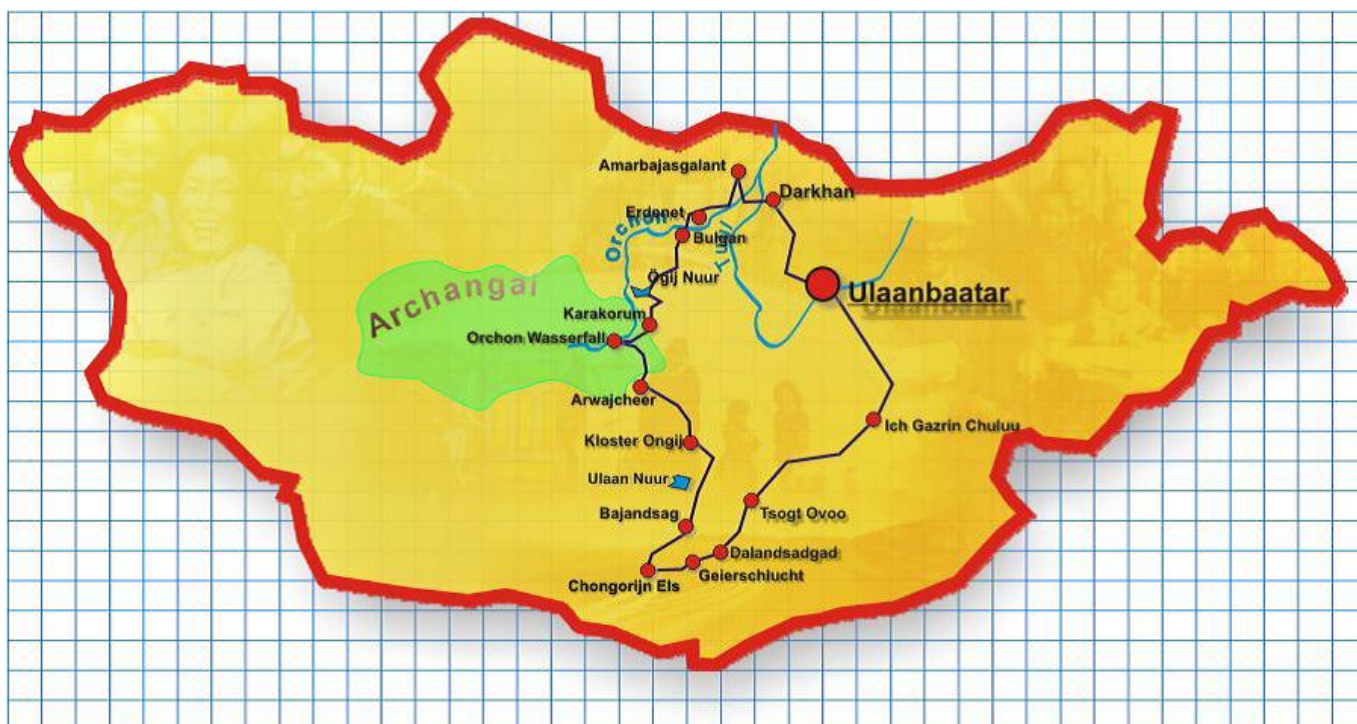 Amarbajasgalant
Darkhan
Erdenet
Orchon
Bulgan
Tuul
Ögij Nuur
Archangai
Ulaanbaatar
Karakorum
Orchon Wasserfall
Arwajcheer
Ich Gazrin Chuluu
Kloster Ongij
Ulaan Nuur
Bajandsag
Tsogt Ovoo
Dalandsadgad
Geierschlucht
Chongorijn Els